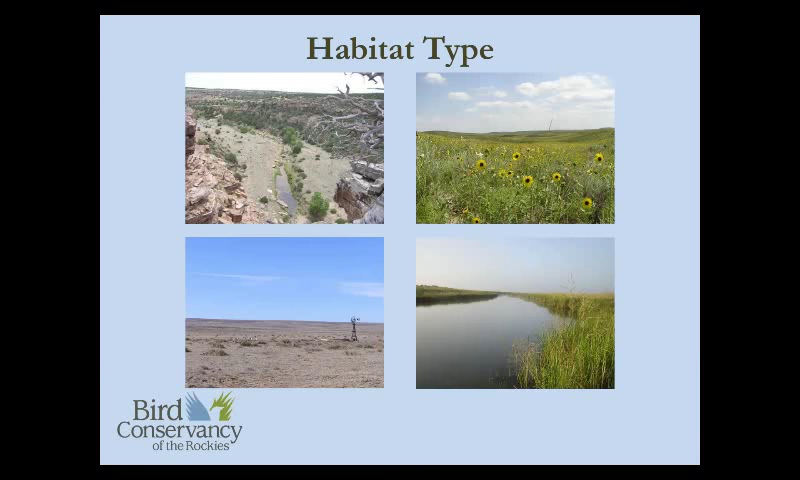 Habitat Type
Bird
Conservancy
of the Rockies